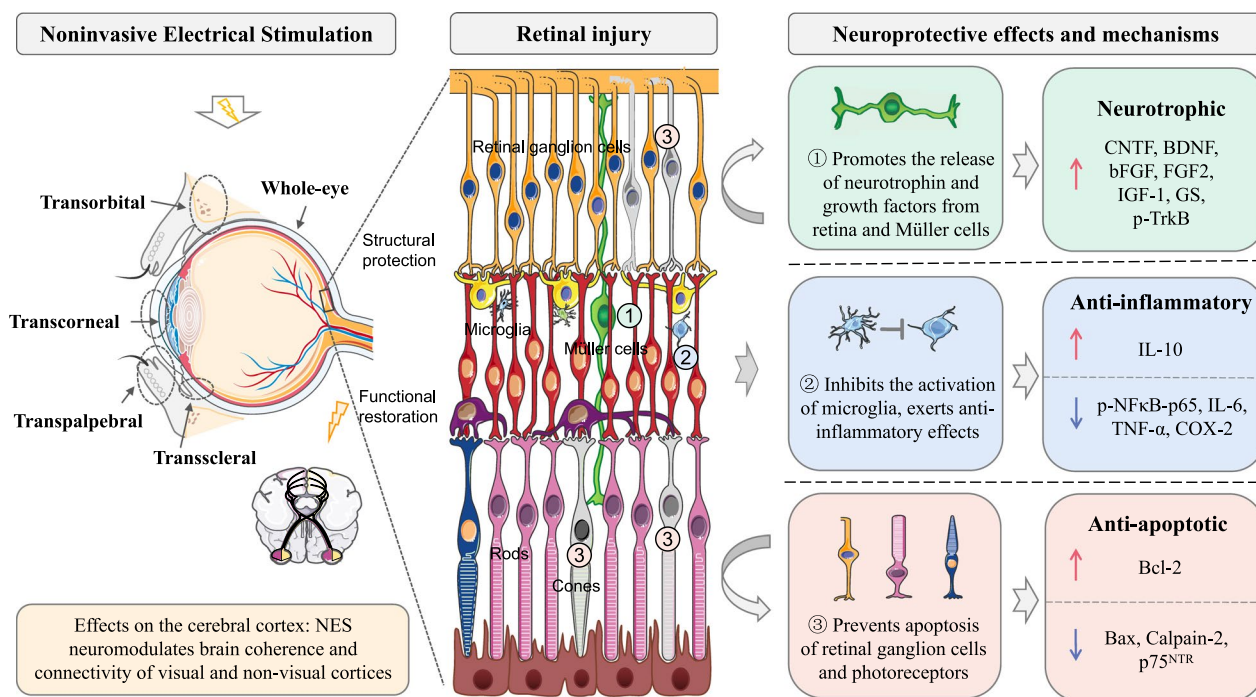 Noninvasive Electrical Stimulation
Transorbital
Whole-eye
Transcorneal
Transpalpebral
Transscleral
Structural
protection
Functional
restoration
Effects on the cerebral cortex: NES
neuromodulates brain coherence and
connectivity of visual and non-visual cortices
Retinal injury
③
Retinal ganglion cells
①
Microglia
Müller cells
②
③
③
Rods
Cones
Neuroprotective effects and mechanisms
① Promotes the release
of neurotrophin and
growth factors from
retina and Müller cells
Neurotrophic
CNTF, BDNF,
bFGF, FGF2,
IGF-1, GS,
p-TrkB
② Inhibits the activation
of microglia, exerts anti-
inflammatory effects
Anti-inflammatory
IL-10
p-NFκB-p65, IL-6,
TNF-α, COX-2
③ Prevents apoptosis
of retinal ganglion cells
and photoreceptors
Anti-apoptotic
Bcl-2
Bax, Calpain-2,
p75ᴺᵀᴿ